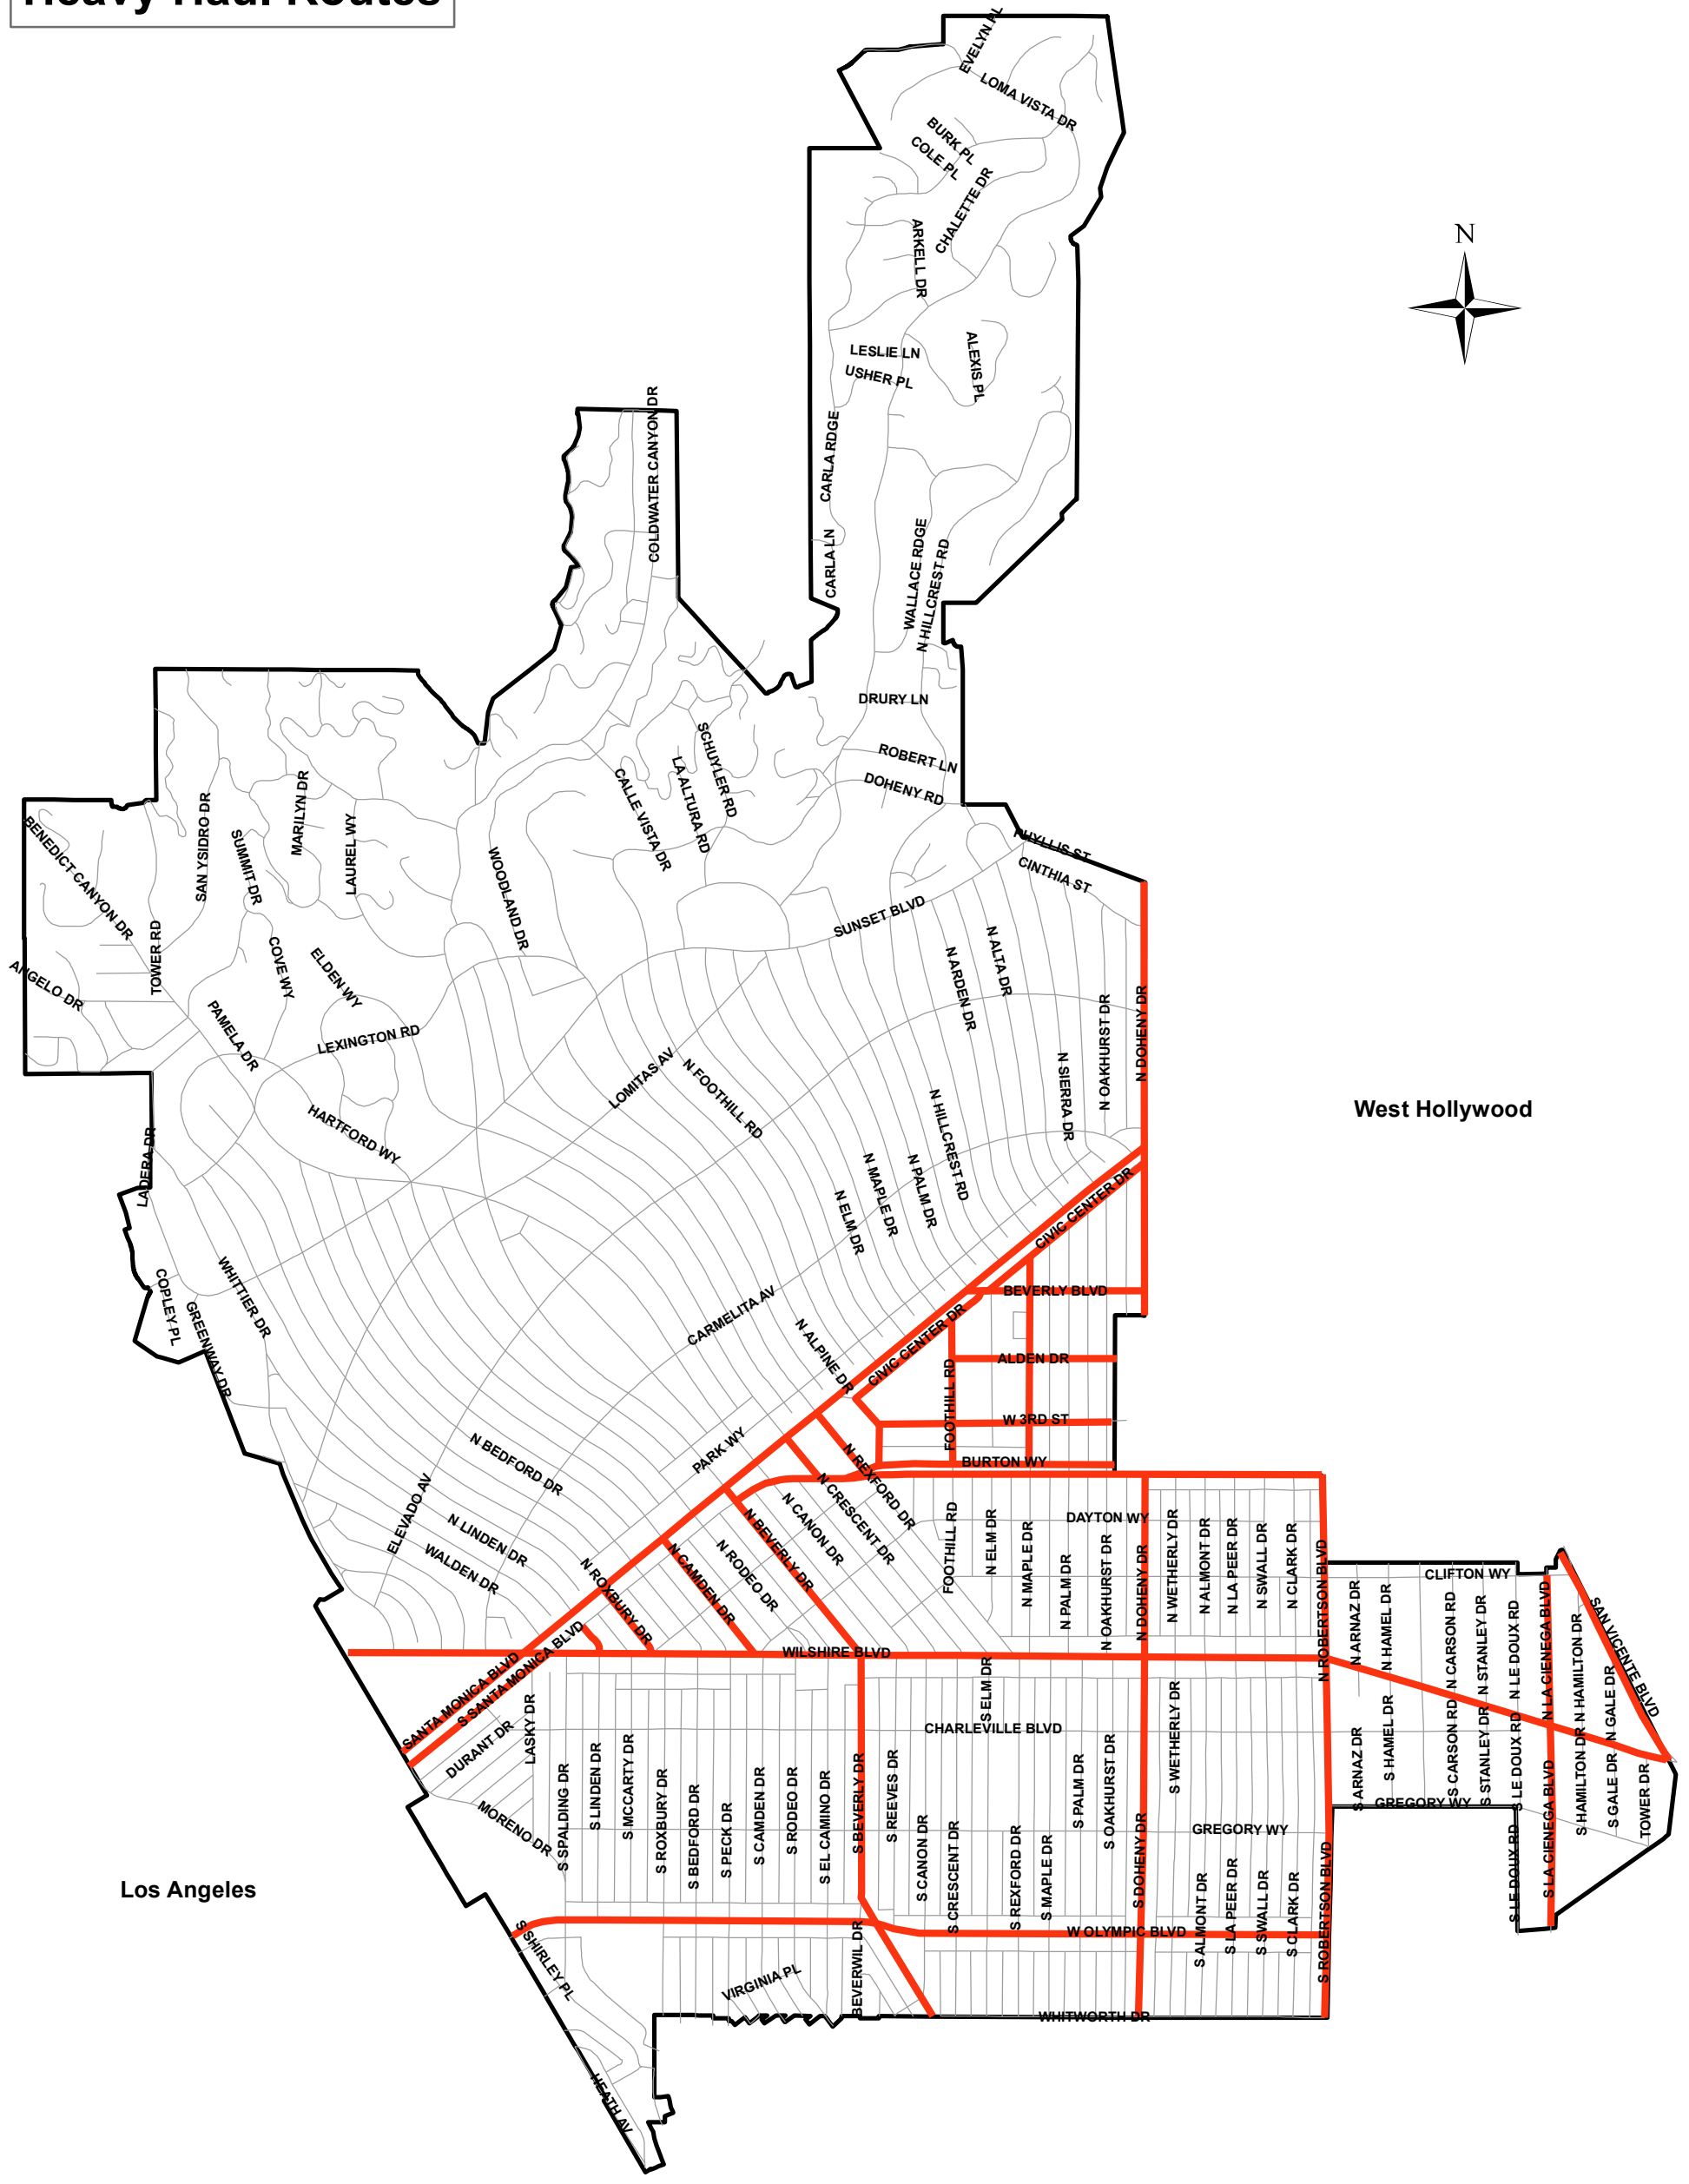 Heavy Haul Routes
EVELYN PL
LOMA VISTA DR
BURK PL
COLE PL
CHALETTE DR
ARKELL DR
N
LESLIE LN
USHER PL
ALEXIS PL
COLDWATER CANYON DR
CARLA RDGE
CARLA LN
WALLACE RDGE
N HILLCREST RD
DRURY LN
ROBERT LN
DOHENY RD
SCHUYLER RD
LA ALTURA RD
CALLE VISTA DR
MARILYN DR
SAN YSIDRO DR
SUMMIT DR
LAUREL WY
BENEDICT CANYON DR
WOODLAND DR
PHYLLIS ST
CINTHIA ST
SUNSET BLVD
TOWER RD
ANGELO DR
COVE WY
ELDEN WY
PAMELA DR
LEXINGTON RD
N ARDEN DR
N ALTA DR
N OAKHURST DR
N DOHENY DR
LOMITAS AV
N FOOTHILL RD
N SIERRA DR
West Hollywood
HARTFORD WY
LADERA DR
N HILLCREST RD
N PALM DR
N MAPLE DR
N ELM DR
CIVIC CENTER DR
COPLEY PL
WHITTIER DR
GREENWAY DR
CARMELITA AV
BEVERLY BLVD
N ALPINE DR
CIVIC CENTER DR
ALDEN DR
FOOTHILL RD
W 3RD ST
BURTON WY
PARK WY
N BEDFORD DR
ELEVADO AV
N LINDEN DR
WALDEN DR
N REXFORD DR
N CRESCENT DR
N CANON DR
N BEVERLY DR
N RODEO DR
N CAMDEN DR
N ROXBURY DR
DAYTON WY
FOOTHILL RD
N ELM DR
N MAPLE DR
N PALM DR
N OAKHURST DR
N DOHENY DR
N WETHERLY DR
N ALMONT DR
N LA PEER DR
N SWALL DR
N CLARK DR
N ROBERTSON BLVD
CLIFTON WY
N ARNAZ DR
N HAMEL DR
N CARSON RD
N STANLEY DR
N LE DOUX RD
N LA CIENEGA BLVD
N HAMILTON DR
N GALE DR
SAN VICENTE BLVD
WILSHIRE BLVD
SANTA MONICA BLVD
S SANTA MONICA BLVD
DURANT DR
LASKY DR
MORENO DR
CHARLEVILLE BLVD
S SPALDING DR
S LINDEN DR
S MCCARTY DR
S ROXBURY DR
S BEDFORD DR
S PECK DR
S CAMDEN DR
S RODEO DR
S EL CAMINO DR
S BEVERLY DR
S REEVES DR
S CANON DR
S CRESCENT DR
S ELM DR
S REXFORD DR
S MAPLE DR
S PALM DR
S OAKHURST DR
S DOHENY DR
S WETHERLY DR
GREGORY WY
S ALMONT DR
S LA PEER DR
S SWALL DR
S CLARK DR
S ROBERTSON BLVD
S ARNAZ DR
S HAMEL DR
GREGORY WY
S CARSON RD
S STANLEY DR
S LE DOUX RD
S LE DOUX RD
S LA CIENEGA BLVD
S HAMILTON DR
S GALE DR
TOWER DR
Los Angeles
W OLYMPIC BLVD
S SHIRLEY PL
VIRGINIA PL
BEVERWIL DR
WHITWORTH DR
HEATH AV